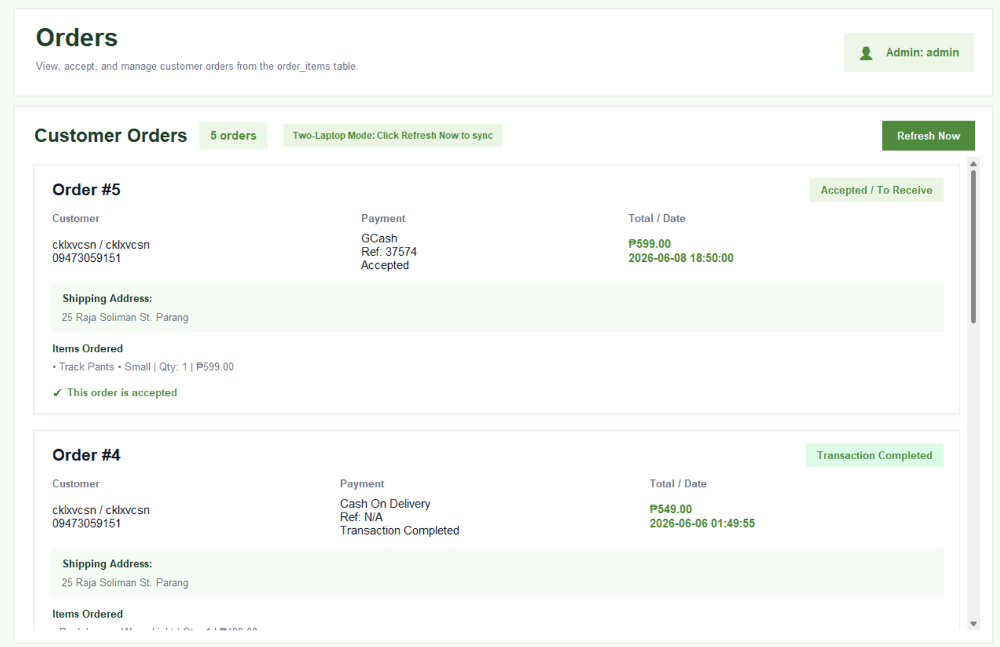 Orders
View, accept, and manage customer orders from the order_items table.
Admin: admin
Customer Orders
5 orders
Two-Laptop Mode: Click Refresh Now to sync
Refresh Now
Order #5
Accepted / To Receive
Customer
Payment
Total / Date
cklxvcsn / cklxvcsn
09473059151
GCash
Ref: 37574
Accepted
₱599.00
2026-06-08 18:50:00
Shipping Address:
25 Raja Soliman St. Parang
Items Ordered
• Track Pants • Small | Qty: 1 | ₱599.00
✓ This order is accepted
Order #4
Transaction Completed
Customer
Payment
Total / Date
cklxvcsn / cklxvcsn
09473059151
Cash On Delivery
Ref: N/A
Transaction Completed
₱549.00
2026-06-06 01:49:55
Shipping Address:
25 Raja Soliman St. Parang
Items Ordered